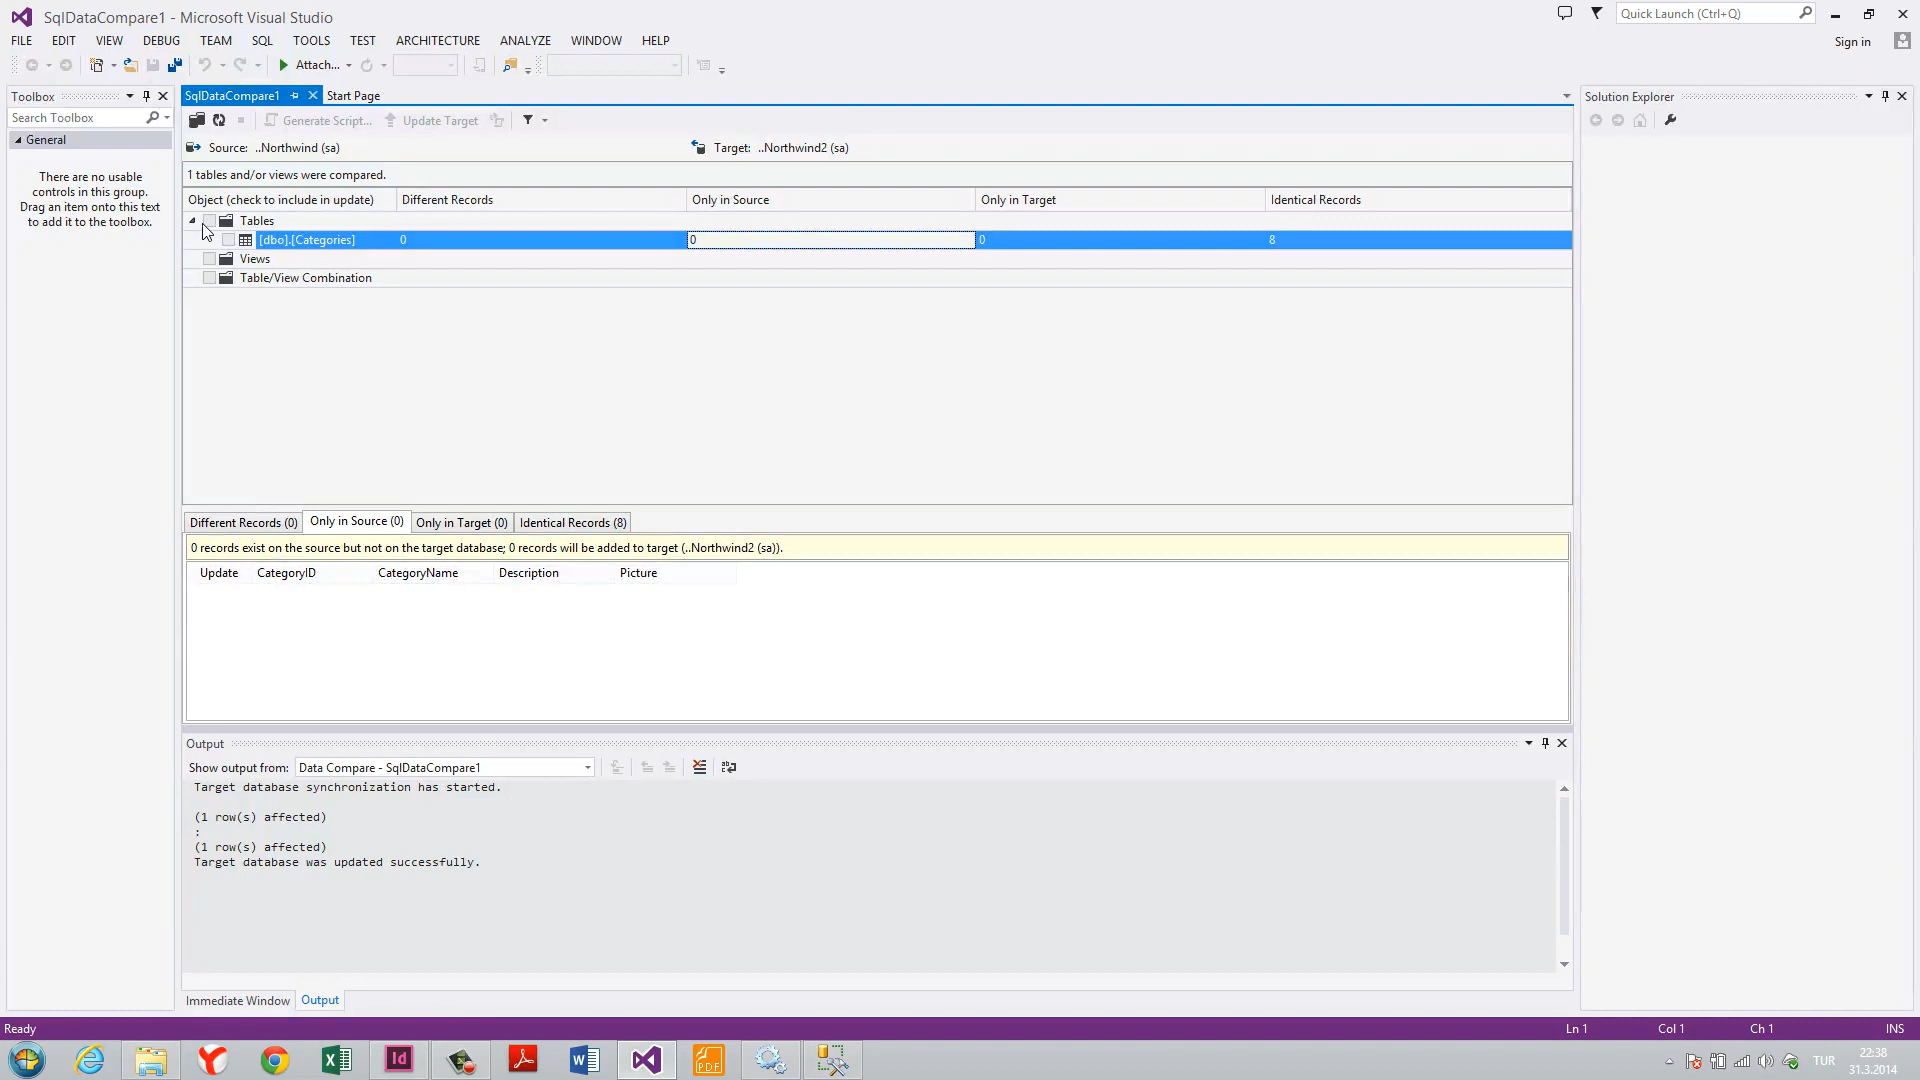 SqlDataCompare1 - Microsoft Visual Studio
Quick Launch (Ctrl+Q)
FILE EDIT VIEW DEBUG TEAM SQL TOOLS TEST ARCHITECTURE ANALYZE WINDOW HELP
Sign in
Attach...
Toolbox
SqlDataCompare1
Start Page
Solution Explorer
Search Toolbox
Generate Script...
Update Target
General
Source: ..Northwind (sa)
Target: ..Northwind2 (sa)
There are no usable
controls in this group.
Drag an item onto this text
to add it to the toolbox.
1 tables and/or views were compared.
Object (check to include in update) Different Records Only in Source Only in Target Identical Records
Tables
[dbo].[Categories] 0 0 0 8
Views
Table/View Combination
Different Records (0) Only in Source (0) Only in Target (0) Identical Records (8)
0 records exist on the source but not on the target database; 0 records will be added to target (..Northwind2 (sa)).
Update CategoryID CategoryName Description Picture
Output
Show output from: Data Compare - SqlDataCompare1
Target database synchronization has started.
(1 row(s) affected)
:
(1 row(s) affected)
Target database was updated successfully.
Immediate Window Output
Ready
Ln 1 Col 1 Ch 1 INS
Id
PDF
TUR
22:38
31.3.2014